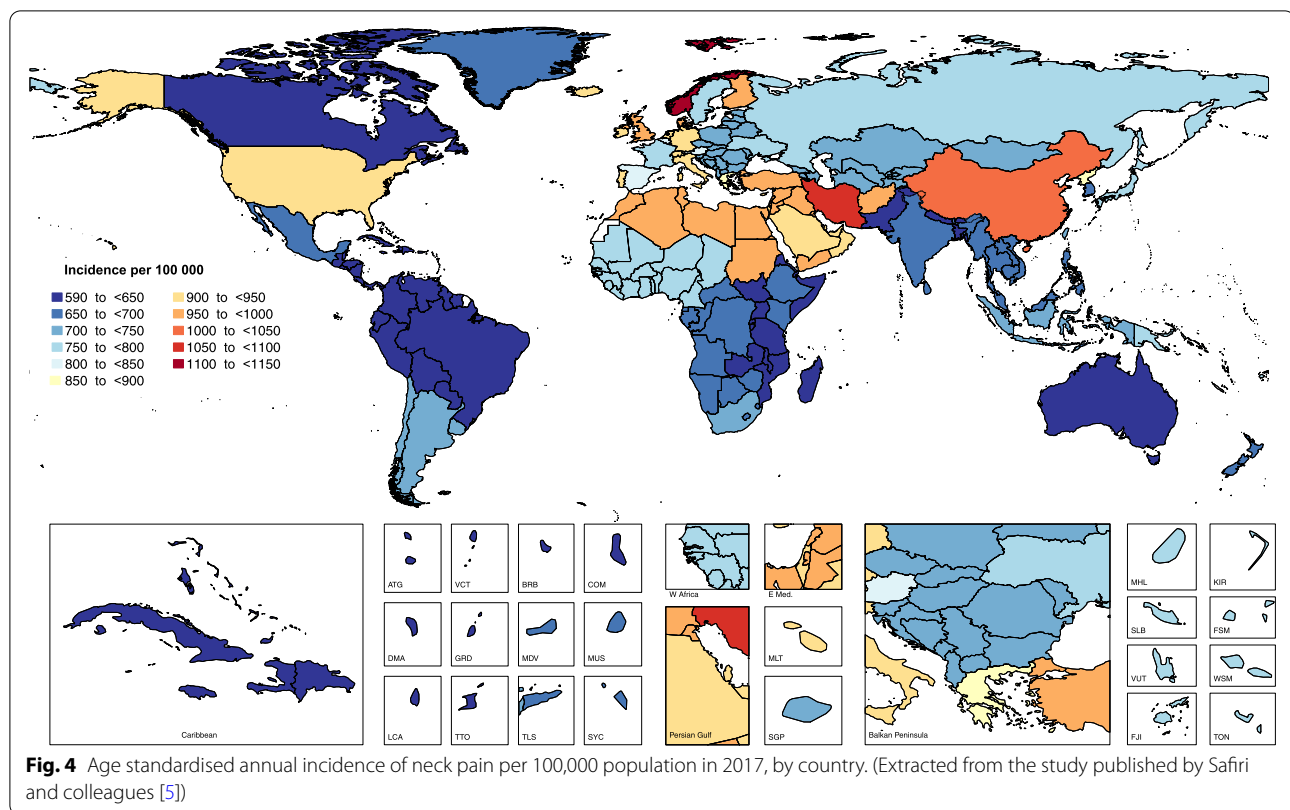 Incidence per 100 000
590 to <650
650 to <700
700 to <750
750 to <800
800 to <850
850 to <900
900 to <950
950 to <1000
1000 to <1050
1050 to <1100
1100 to <1150
Caribbean
ATG
VCT
BRB
COM
DMA
GRD
MDV
MUS
LCA
TTO
TLS
SYC
W Africa
E Med.
Persian Gulf
MLT
SGP
Balkan Peninsula
MHL
KIR
SLB
FSM
VUT
WSM
FJI
TON
Fig. 4 Age standardised annual incidence of neck pain per 100,000 population in 2017, by country. (Extracted from the study published by Safiri
and colleagues [5])